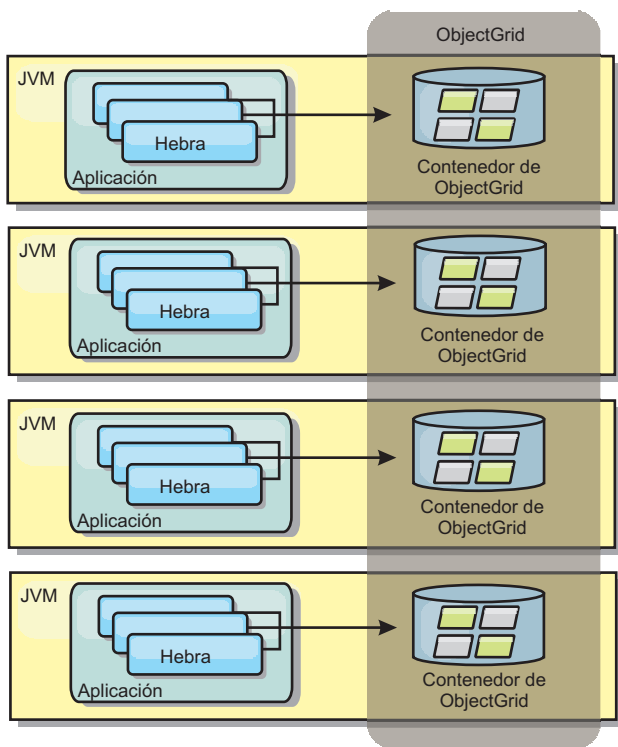 ObjectGrid
JVM
Hebra
Aplicación
Contenedor de
ObjectGrid
JVM
Hebra
Aplicación
Contenedor de
ObjectGrid
JVM
Hebra
Aplicación
Contenedor de
ObjectGrid
JVM
Hebra
Aplicación
Contenedor de
ObjectGrid